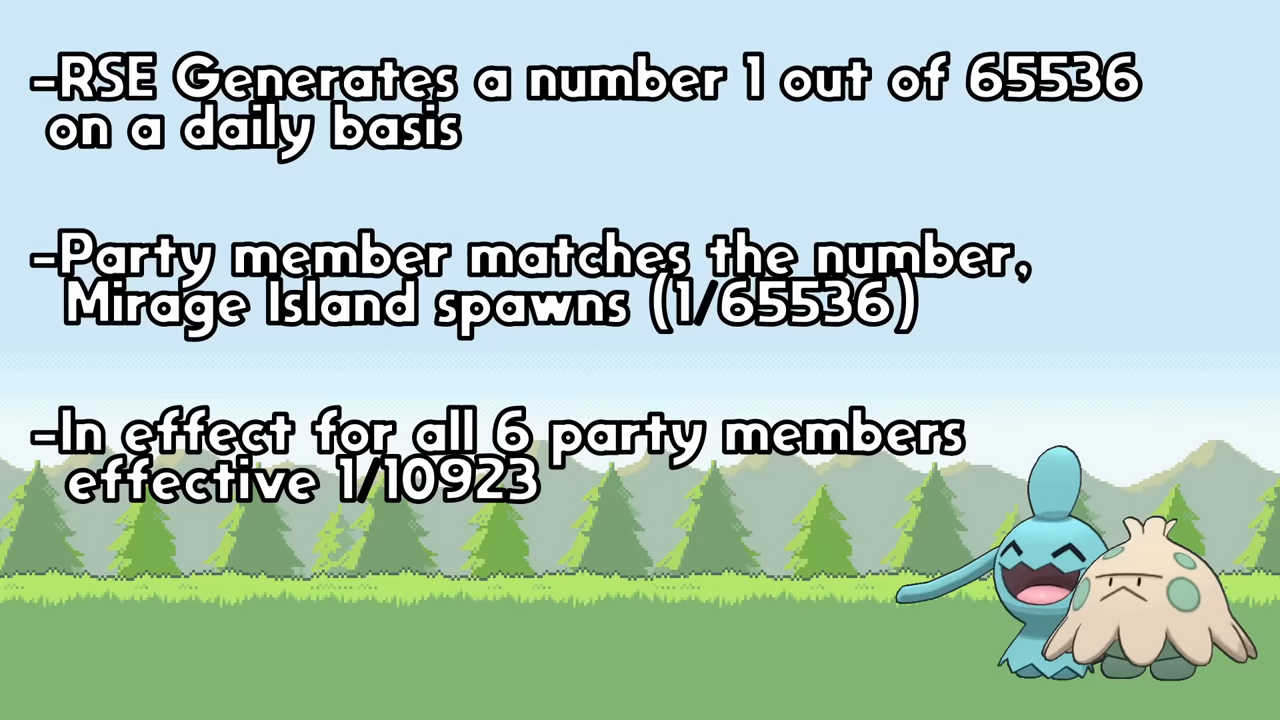 -RSE Generates a number 1 out of 65536
on a daily basis
-Party member matches the number,
Mirage Island spawns (1/65536)
-In effect for all 6 party members
effective 1/10923